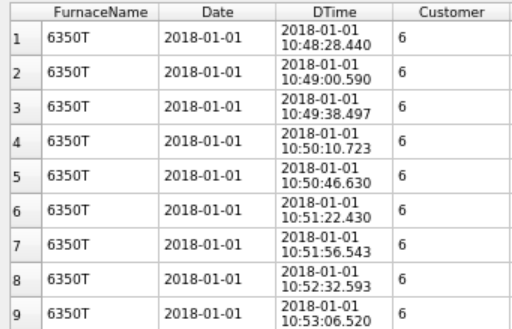 FurnaceName Date DTime Customer
1 6350T 2018-01-01 2018-01-01 10:48:28.440 6
2 6350T 2018-01-01 2018-01-01 10:49:00.590 6
3 6350T 2018-01-01 2018-01-01 10:49:38.497 6
4 6350T 2018-01-01 2018-01-01 10:50:10.723 6
5 6350T 2018-01-01 2018-01-01 10:50:46.630 6
6 6350T 2018-01-01 2018-01-01 10:51:22.430 6
7 6350T 2018-01-01 2018-01-01 10:51:56.543 6
8 6350T 2018-01-01 2018-01-01 10:52:32.593 6
9 6350T 2018-01-01 2018-01-01 10:53:06.520 6